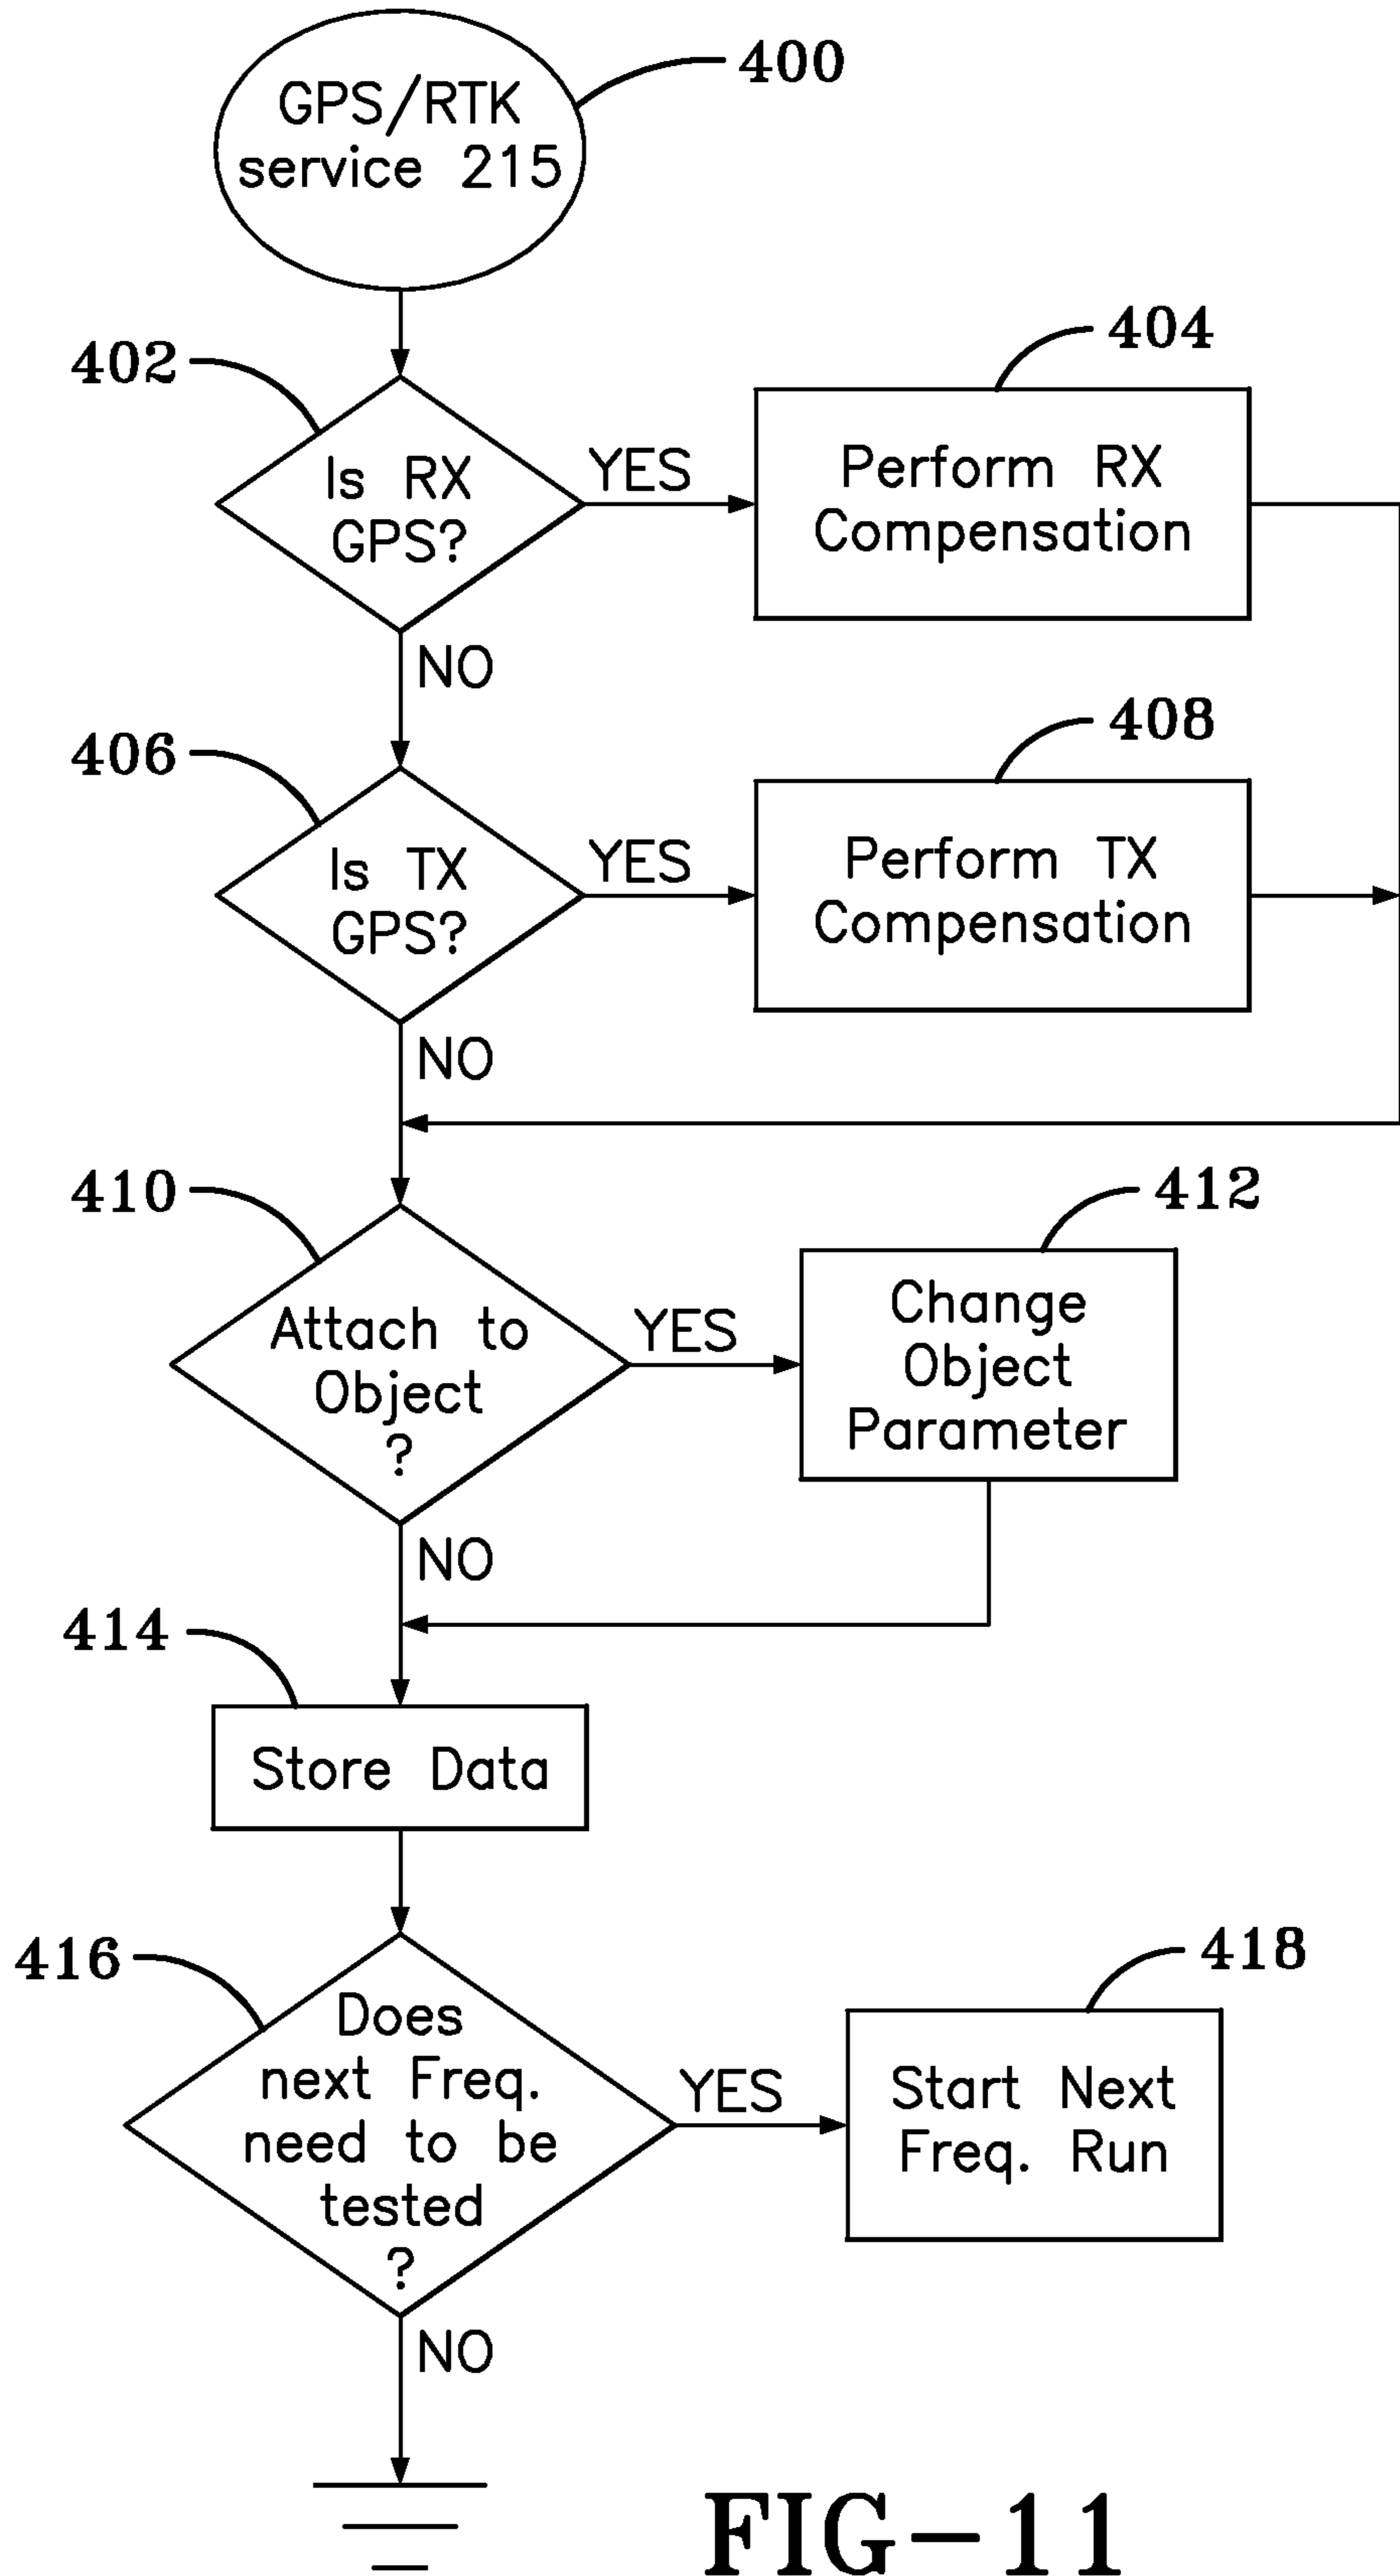 400
GPS/RTK
service 215
402
404
Is RX
GPS?
YES
Perform RX
Compensation
NO
406
408
Is TX
GPS?
YES
Perform TX
Compensation
NO
410
412
Attach to
Object
?
YES
Change
Object
Parameter
NO
414
Store Data
416
418
Does
next Freq.
need to be
tested
?
YES
Start Next
Freq. Run
NO
FIG-11